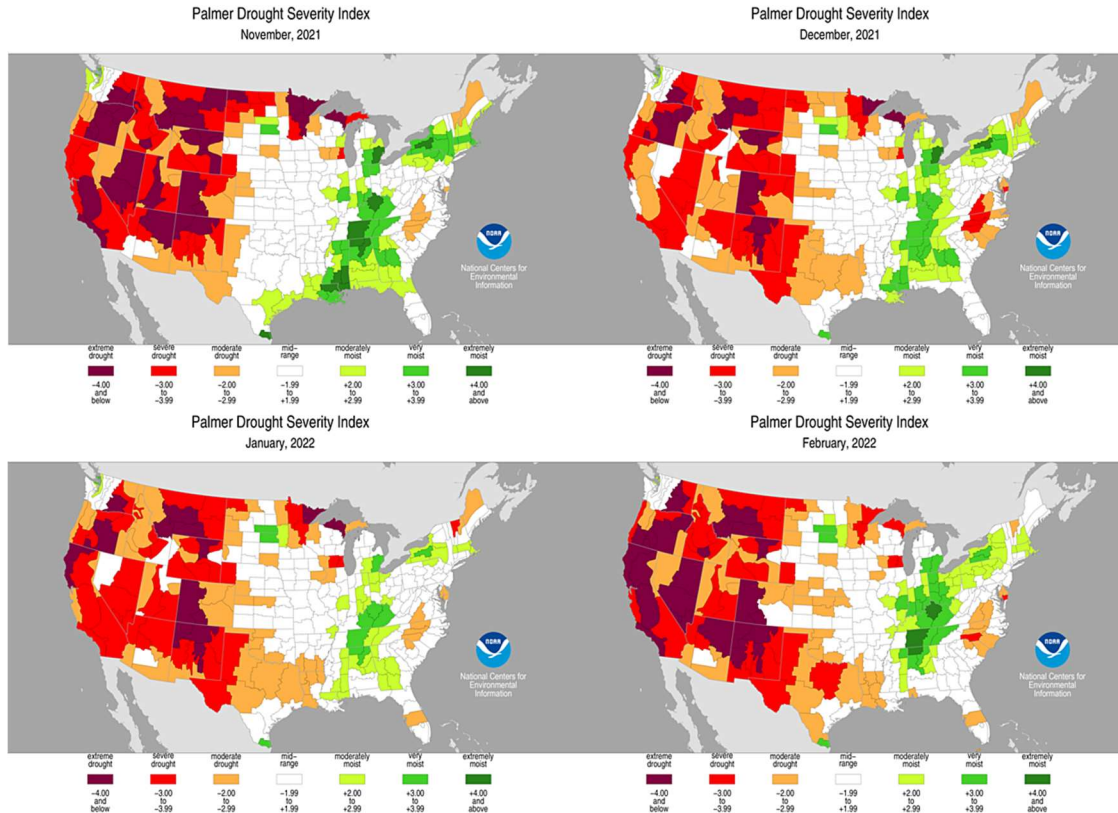 Palmer Drought Severity Index
November, 2021
NOAA
National Centers for
Environmental
Information
extreme drought severe drought moderate drought mid- range moderately moist very moist extremely moist
−4.00 and below −3.00 to −3.99 −2.00 to −2.99 −1.99 to +1.99 +2.00 to +2.99 +3.00 to +3.99 +4.00 and above
Palmer Drought Severity Index
December, 2021
NOAA
National Centers for
Environmental
Information
extreme drought severe drought moderate drought mid- range moderately moist very moist extremely moist
−4.00 and below −3.00 to −3.99 −2.00 to −2.99 −1.99 to +1.99 +2.00 to +2.99 +3.00 to +3.99 +4.00 and above
Palmer Drought Severity Index
January, 2022
NOAA
National Centers for
Environmental
Information
extreme drought severe drought moderate drought mid- range moderately moist very moist extremely moist
−4.00 and below −3.00 to −3.99 −2.00 to −2.99 −1.99 to +1.99 +2.00 to +2.99 +3.00 to +3.99 +4.00 and above
Palmer Drought Severity Index
February, 2022
NOAA
National Centers for
Environmental
Information
extreme drought severe drought moderate drought mid- range moderately moist very moist extremely moist
−4.00 and below −3.00 to −3.99 −2.00 to −2.99 −1.99 to +1.99 +2.00 to +2.99 +3.00 to +3.99 +4.00 and above